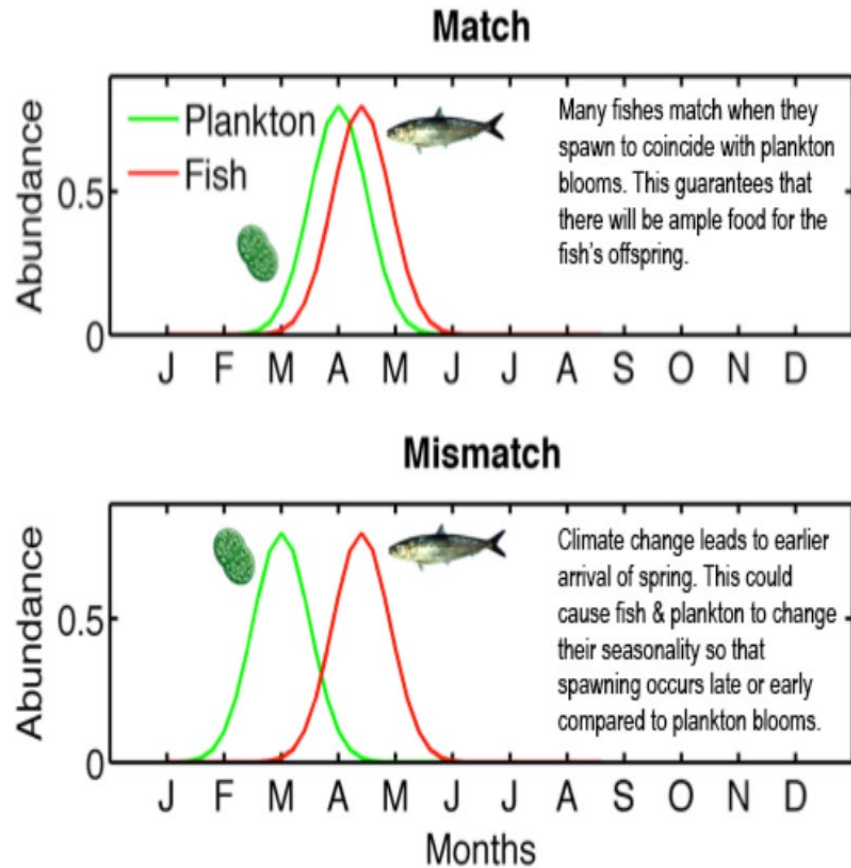 Match
Abundance
0.5
0
Plankton
Fish
Many fishes match when they
spawn to coincide with plankton
blooms. This guarantees that
there will be ample food for the
fish's offspring.
J F M A M J J A S O N D
Mismatch
Abundance
0.5
0
Climate change leads to earlier
arrival of spring. This could
cause fish & plankton to change
their seasonality so that
spawning occurs late or early
compared to plankton blooms.
J F M A M J J A S O N D
Months